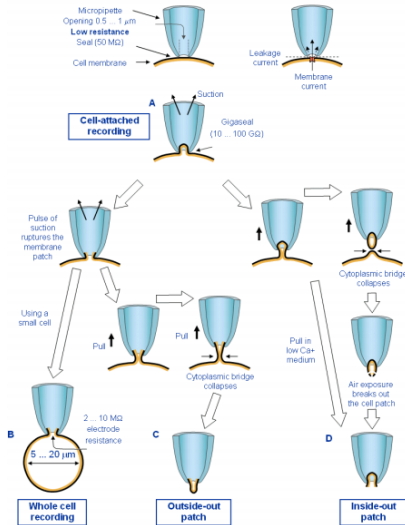 Micropipette
Opening 0.5 ... 1 µm
Low resistance
Seal (50 MΩ)
Cell membrane
Leakage
current
Membrane
current
A
Suction
Cell-attached
recording
Gigaseal
(10 ... 100 GΩ)
Pulse of
suction
ruptures the
membrane
patch
Cytoplasmic bridge
collapses
Using a
small cell
Pull
Pull
Cytoplasmic bridge
collapses
Pull in
low Ca+
medium
Air exposure
breaks out
the cell patch
2 ... 10 MΩ
electrode
resistance
B
5 ... 20 µm
C
D
Whole cell
recording
Outside-out
patch
Inside-out
patch